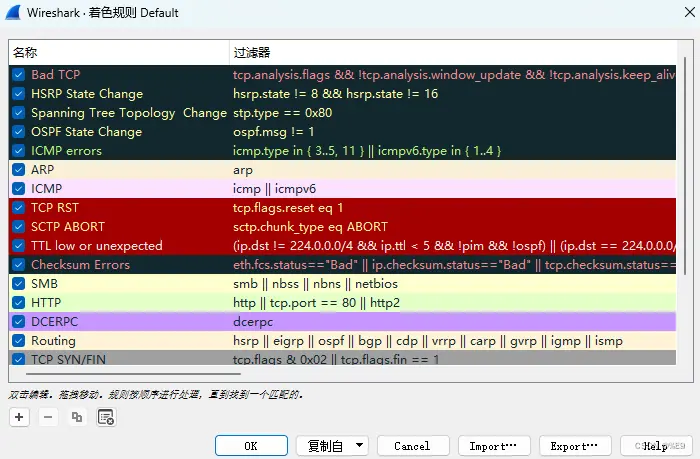 Wireshark · 着色规则 Default
名称 过滤器
Bad TCP tcp.analysis.flags && !tcp.analysis.window_update && !tcp.analysis.keep_aliv
HSRP State Change hsrp.state != 8 && hsrp.state != 16
Spanning Tree Topology Change stp.type == 0x80
OSPF State Change ospf.msg != 1
ICMP errors icmp.type in { 3..5, 11 } || icmpv6.type in { 1..4 }
ARP arp
ICMP icmp || icmpv6
TCP RST tcp.flags.reset eq 1
SCTP ABORT sctp.chunk_type eq ABORT
TTL low or unexpected (ip.dst != 224.0.0.0/4 && ip.ttl < 5 && !pim && !ospf) || (ip.dst == 224.0.0.0/
Checksum Errors eth.fcs.status=="Bad" || ip.checksum.status=="Bad" || tcp.checksum.status==
SMB smb || nbss || nbns || netbios
HTTP http || tcp.port == 80 || http2
DCERPC dcerpc
Routing hsrp || eigrp || ospf || bgp || cdp || vrrp || carp || gvrp || igmp || ismp
TCP SYN/FIN tcp.flags & 0x02 || tcp.flags.fin == 1
双击编辑。拖拽移动。规则按顺序进行处理，直到找到一个匹配的。
OK 复制自 Cancel Import… Export… Help